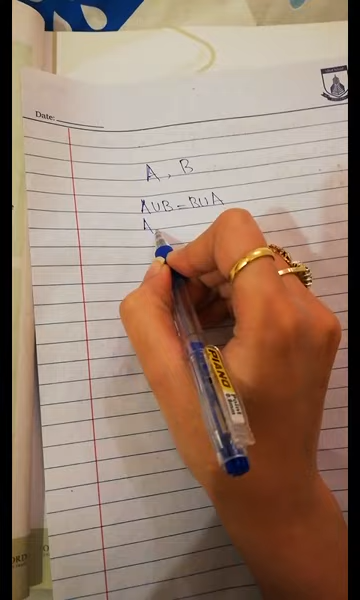 Date:
A, B
AUB = BUA
A
PIANO